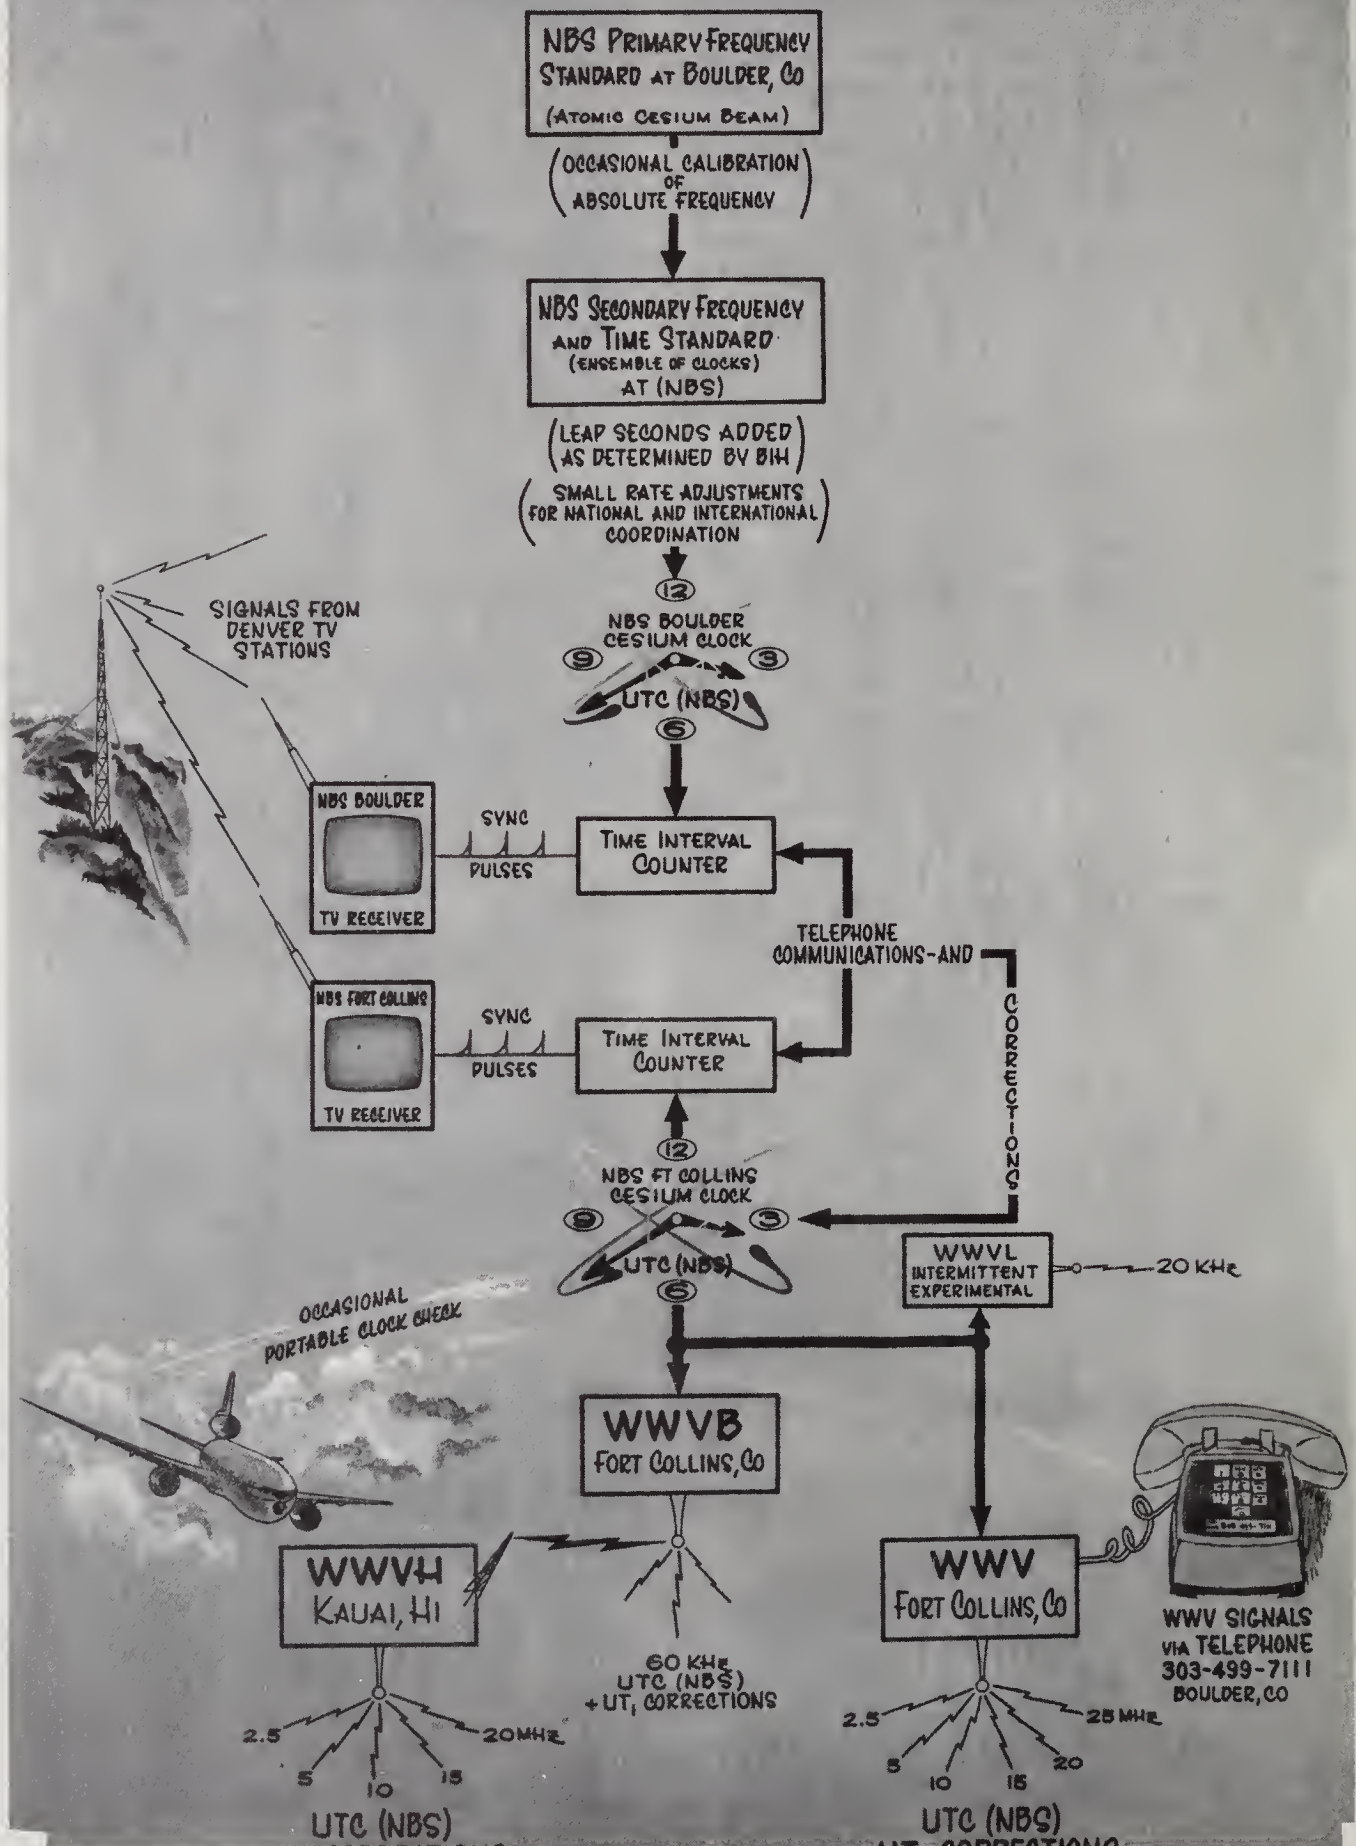 NBS PRIMARY FREQUENCY
STANDARD AT BOULDER, CO
(ATOMIC CESIUM BEAM)
(OCCASIONAL CALIBRATION
OF
ABSOLUTE FREQUENCY)
NBS SECONDARY FREQUENCY
AND TIME STANDARD
(ENSEMBLE OF CLOCKS)
AT (NBS)
(LEAP SECONDS ADDED
AS DETERMINED BY BIH)
(SMALL RATE ADJUSTMENTS
FOR NATIONAL AND INTERNATIONAL
COORDINATION)
12
NBS BOULDER
CESIUM CLOCK
9
3
UTC (NBS)
6
SIGNALS FROM
DENVER TV
STATIONS
NBS BOULDER
TV RECEIVER
SYNC
PULSES
TIME INTERVAL
COUNTER
TELEPHONE
COMMUNICATIONS-AND
CORRECTIONS
NBS FORT COLLINS
TV RECEIVER
SYNC
PULSES
TIME INTERVAL
COUNTER
12
NBS FT COLLINS
CESIUM CLOCK
9
3
UTC (NBS)
6
WWVL
INTERMITTENT
EXPERIMENTAL
20 KHz
OCCASIONAL
PORTABLE CLOCK CHECK
WWVB
FORT COLLINS, CO
60 KHz
UTC (NBS)
+ UT1 CORRECTIONS
WWVH
KAUAI, HI
2.5
5
10
15
20 MHz
UTC (NBS)
WWV
FORT COLLINS, CO
2.5
5
10
15
20
25 MHz
UTC (NBS)
WWV SIGNALS
VIA TELEPHONE
303-499-7111
BOULDER, CO